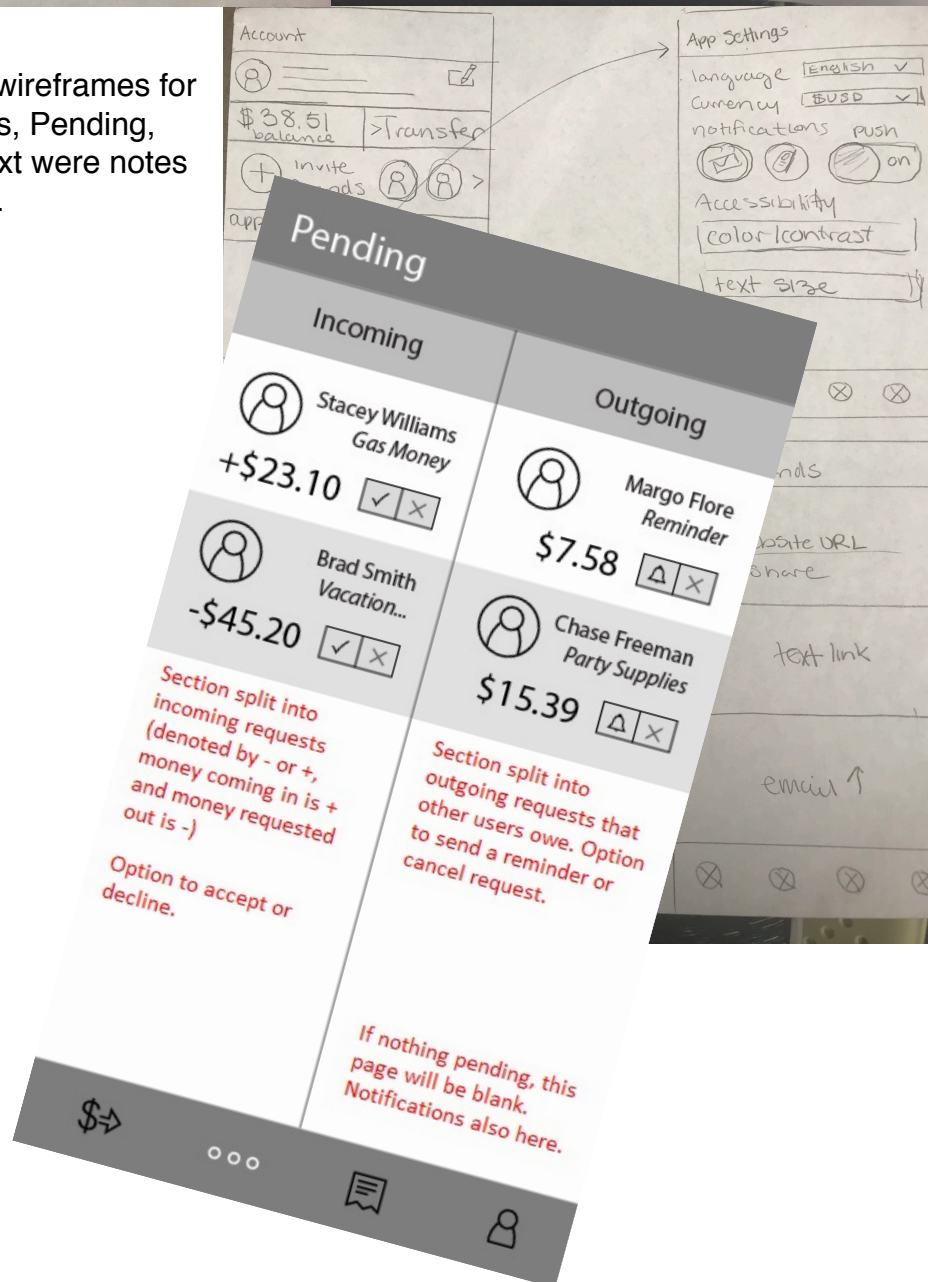 wireframes for
s, Pending,
xt were notes
Account
$38.51
balance
>Transfer
invite
>
app
App Settings
language English
currency $USD
notifications push
on
Accessibility
color/contrast
text size
nds
bsite URL
share
text link
email ↑
Pending
Incoming
Stacey Williams
Gas Money
+$23.10
Brad Smith
Vacation...
-$45.20
Section split into
incoming requests
(denoted by - or +,
money coming in is +
and money requested
out is -)
Option to accept or
decline.
Outgoing
Margo Flore
Reminder
$7.58
Chase Freeman
Party Supplies
$15.39
Section split into
outgoing requests that
other users owe. Option
to send a reminder or
cancel request.
If nothing pending, this
page will be blank.
Notifications also here.